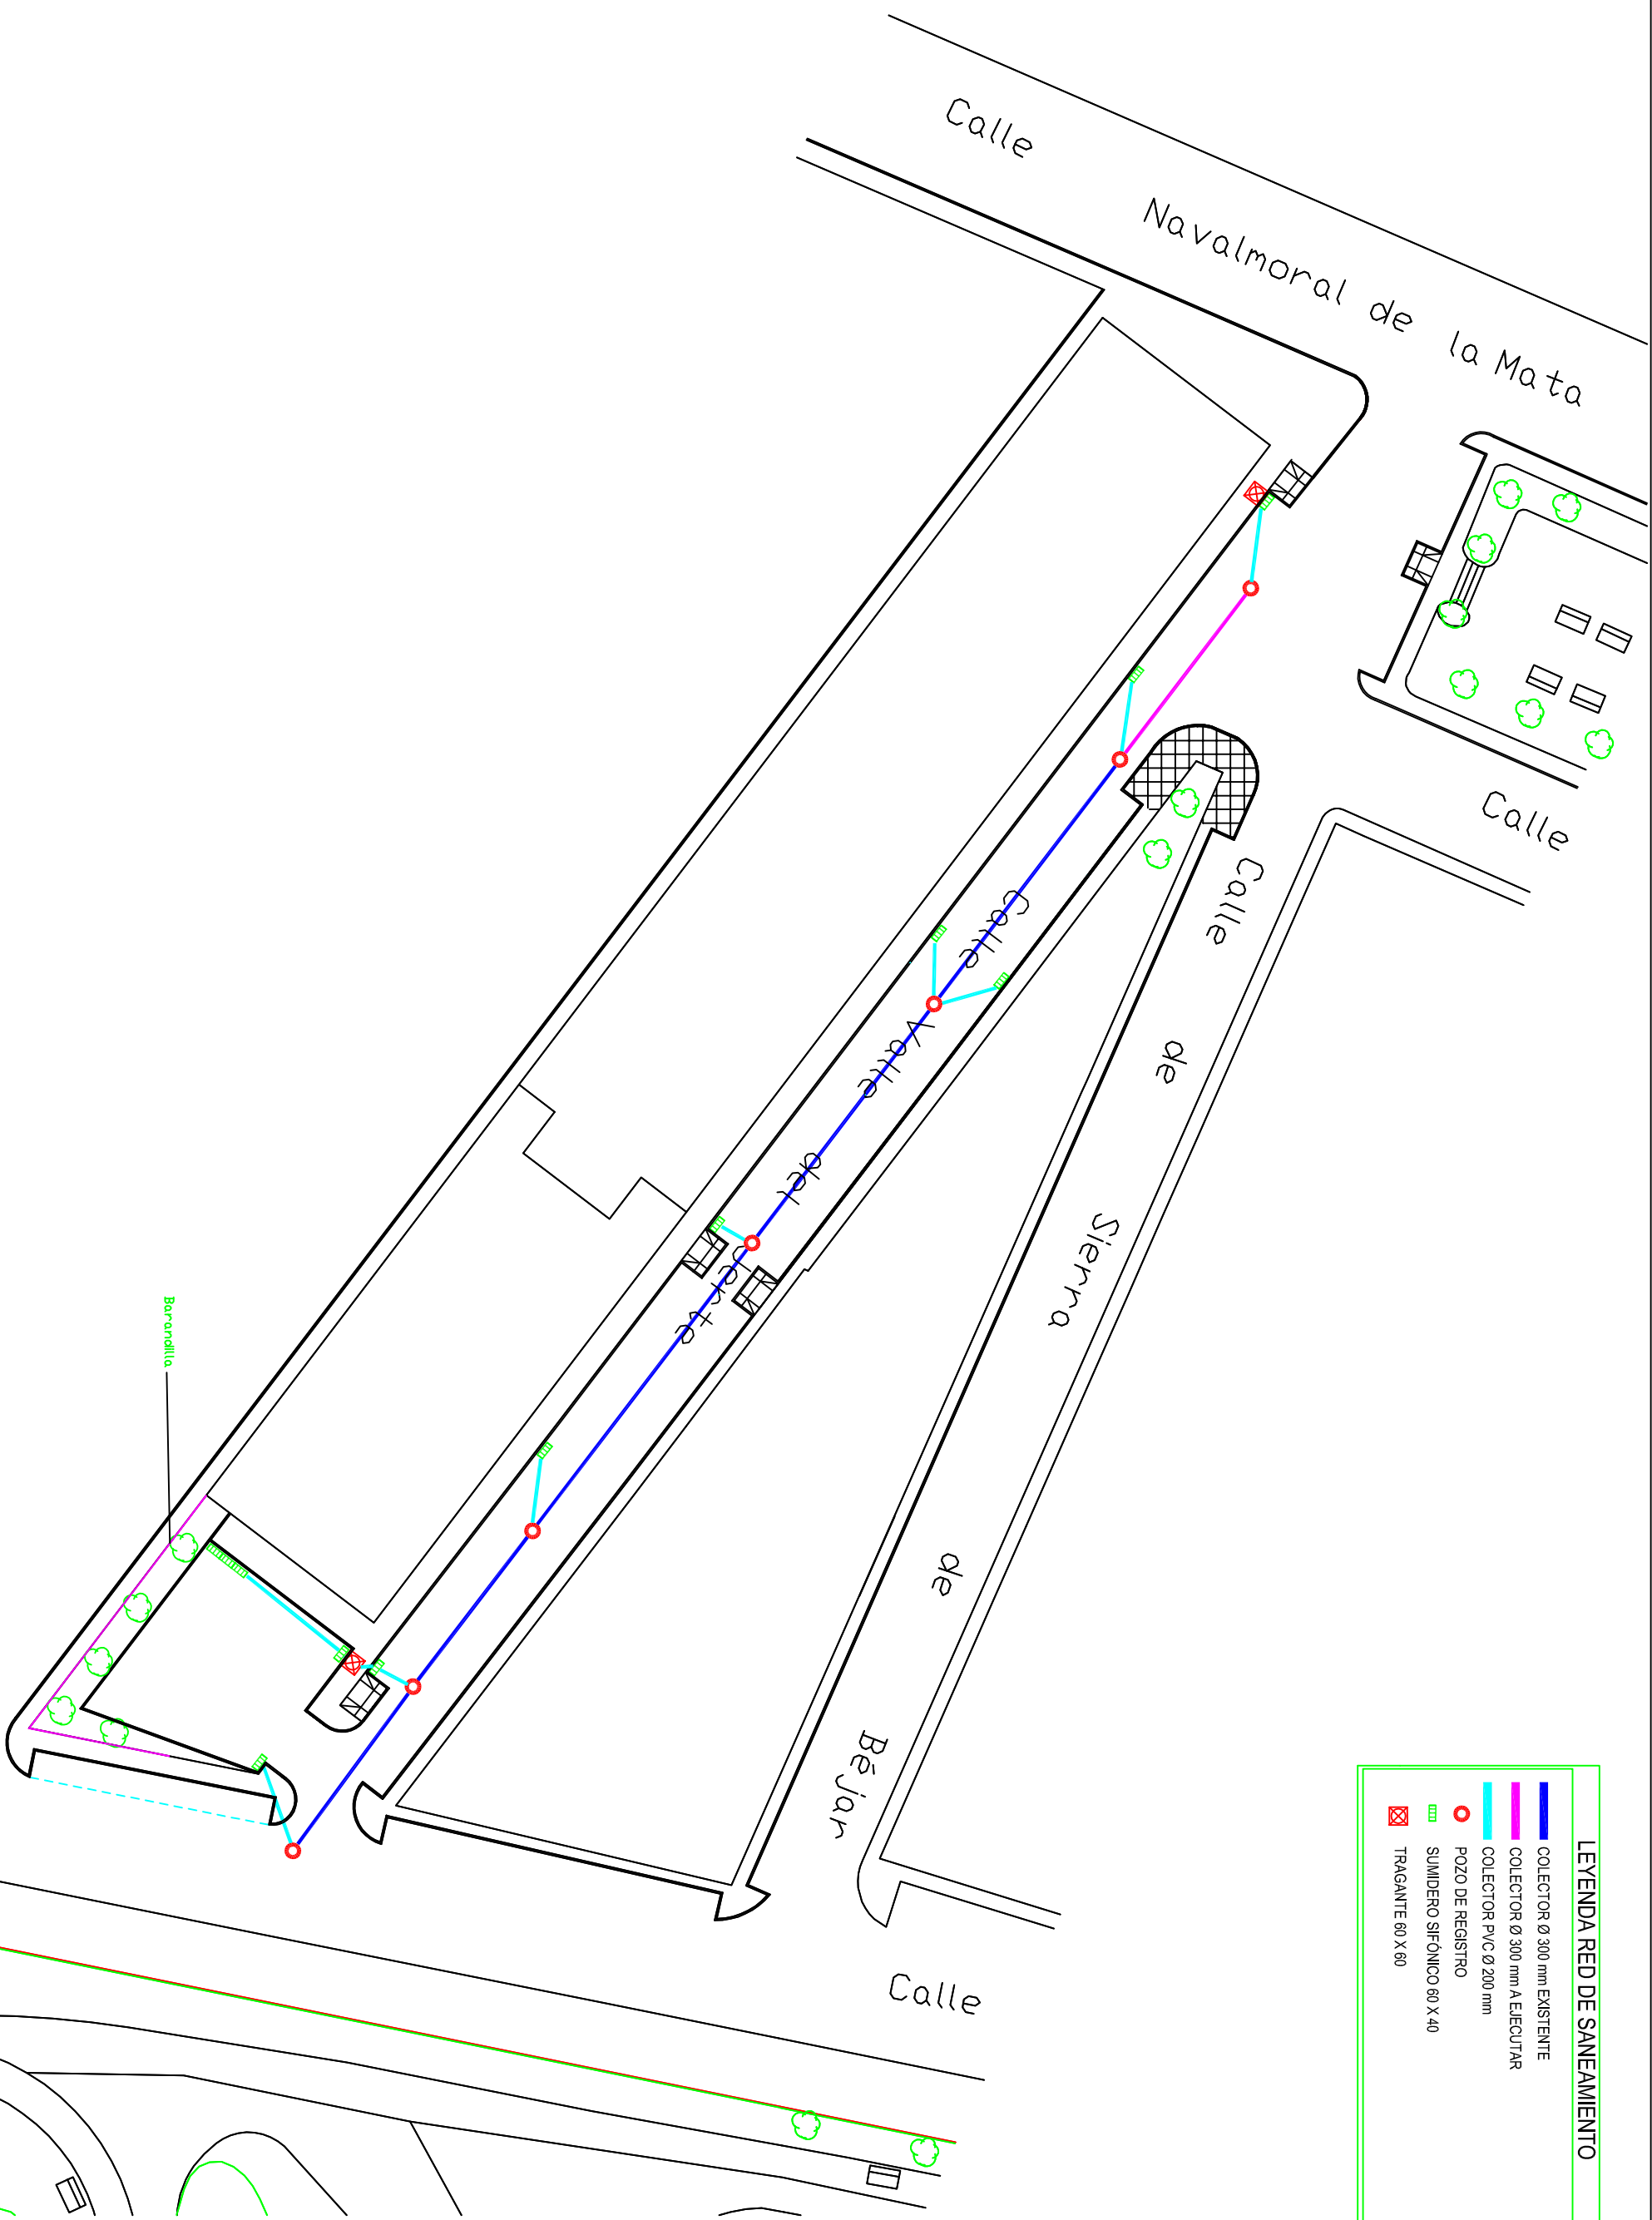 Calle
Navalmoral de la Mata
Calle
Calle de Sierra de Béjar
Calle Valle del Jerte
Barandilla
Calle
LEYENDA RED DE SANEAMIENTO
COLECTOR Ø 300 mm EXISTENTE
COLECTOR Ø 300 mm A EJECUTAR
COLECTOR PVC Ø 200 mm
POZO DE REGISTRO
SUMIDERO SIFÓNICO 60 X 40
TRAGANTE 60 X 60